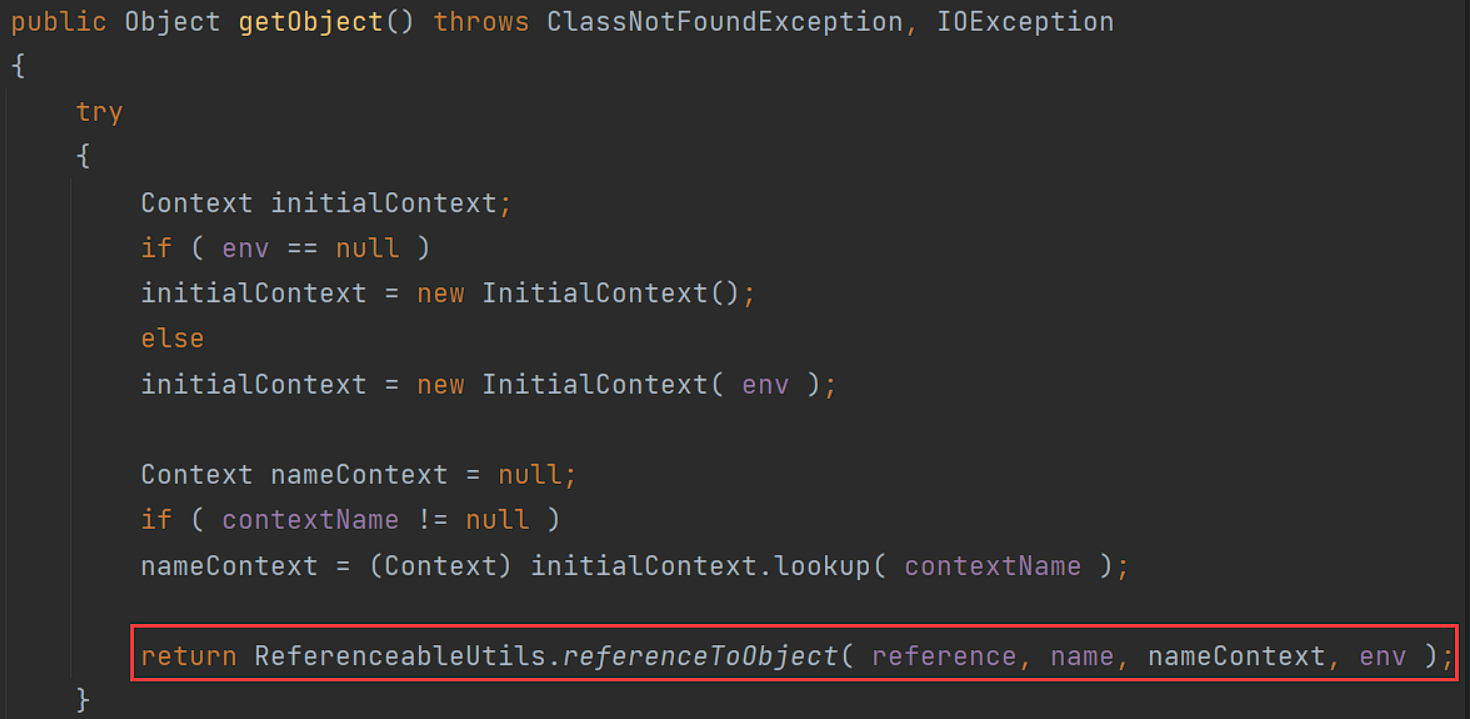 public Object getObject() throws ClassNotFoundException, IOException
{
try
{
Context initialContext;
if ( env == null )
initialContext = new InitialContext();
else
initialContext = new InitialContext( env );
Context nameContext = null;
if ( contextName != null )
nameContext = (Context) initialContext.lookup( contextName );
return ReferenceableUtils.referenceToObject( reference, name, nameContext, env );
}